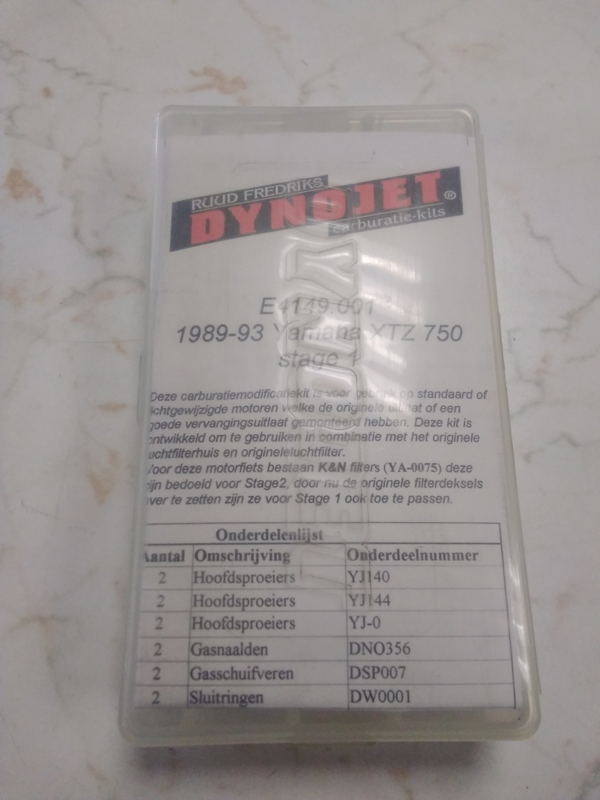 RUUD FREDRIKS
DYNOJET®
carburatie-kits
E4149.001
1989-93 Yamaha XTZ 750
stage 1
Deze carburatiemodificatiekit is voor gebruik op standaard of
lichtgewijzigde motoren welke de originele uitlaat of een
goede vervangingsuitlaat gemonteerd hebben. Deze kit is
ontwikkeld om te gebruiken in combinatie met het originele
luchtfilterhuis en origineleluchtfilter.
Voor deze motorfiets bestaan K&N filters (YA-0075) deze
zijn bedoeld voor Stage2, door nu de originele filterdeksels
over te zetten zijn ze voor Stage 1 ook toe te passen.
Onderdelenlijst
Aantal Omschrijving Onderdeelnummer
2 Hoofdsproeiers YJ140
2 Hoofdsproeiers YJ144
2 Hoofdsproeiers YJ-0
2 Gasnaalden DNO356
2 Gasschuifveren DSP007
2 Sluitringen DW0001